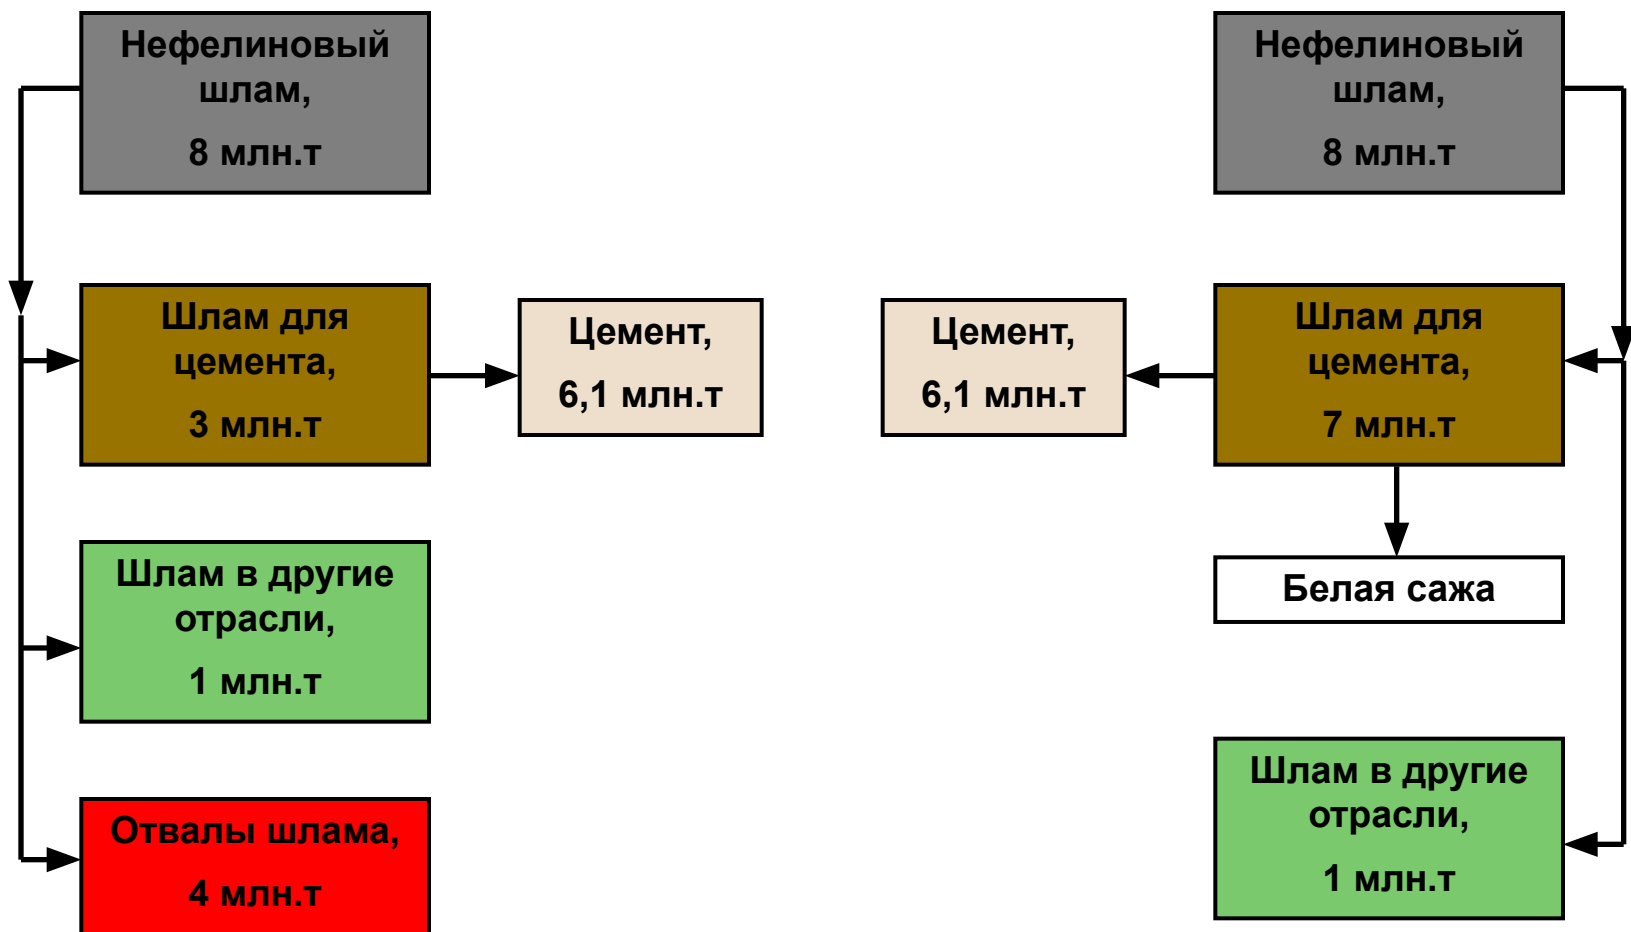 Нефелиновый
шлам,
8 млн.т
Шлам для
цемента,
3 млн.т
Цемент,
6,1 млн.т
Шлам в другие
отрасли,
1 млн.т
Отвалы шлама,
4 млн.т
Нефелиновый
шлам,
8 млн.т
Цемент,
6,1 млн.т
Шлам для
цемента,
7 млн.т
Белая сажа
Шлам в другие
отрасли,
1 млн.т